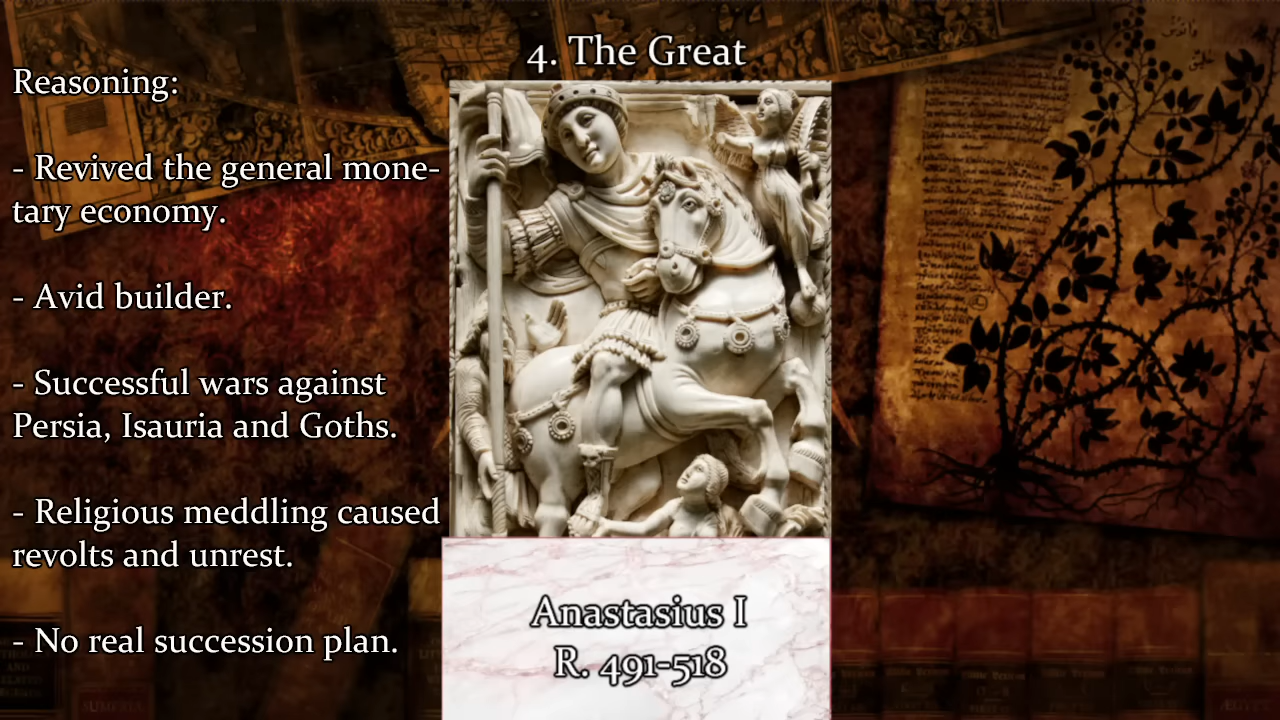 4. The Great
Reasoning:
- Revived the general mone-
tary economy.
- Avid builder.
- Successful wars against
Persia, Isauria and Goths.
- Religious meddling caused
revolts and unrest.
- No real succession plan.
Anastasius I
R. 491-518